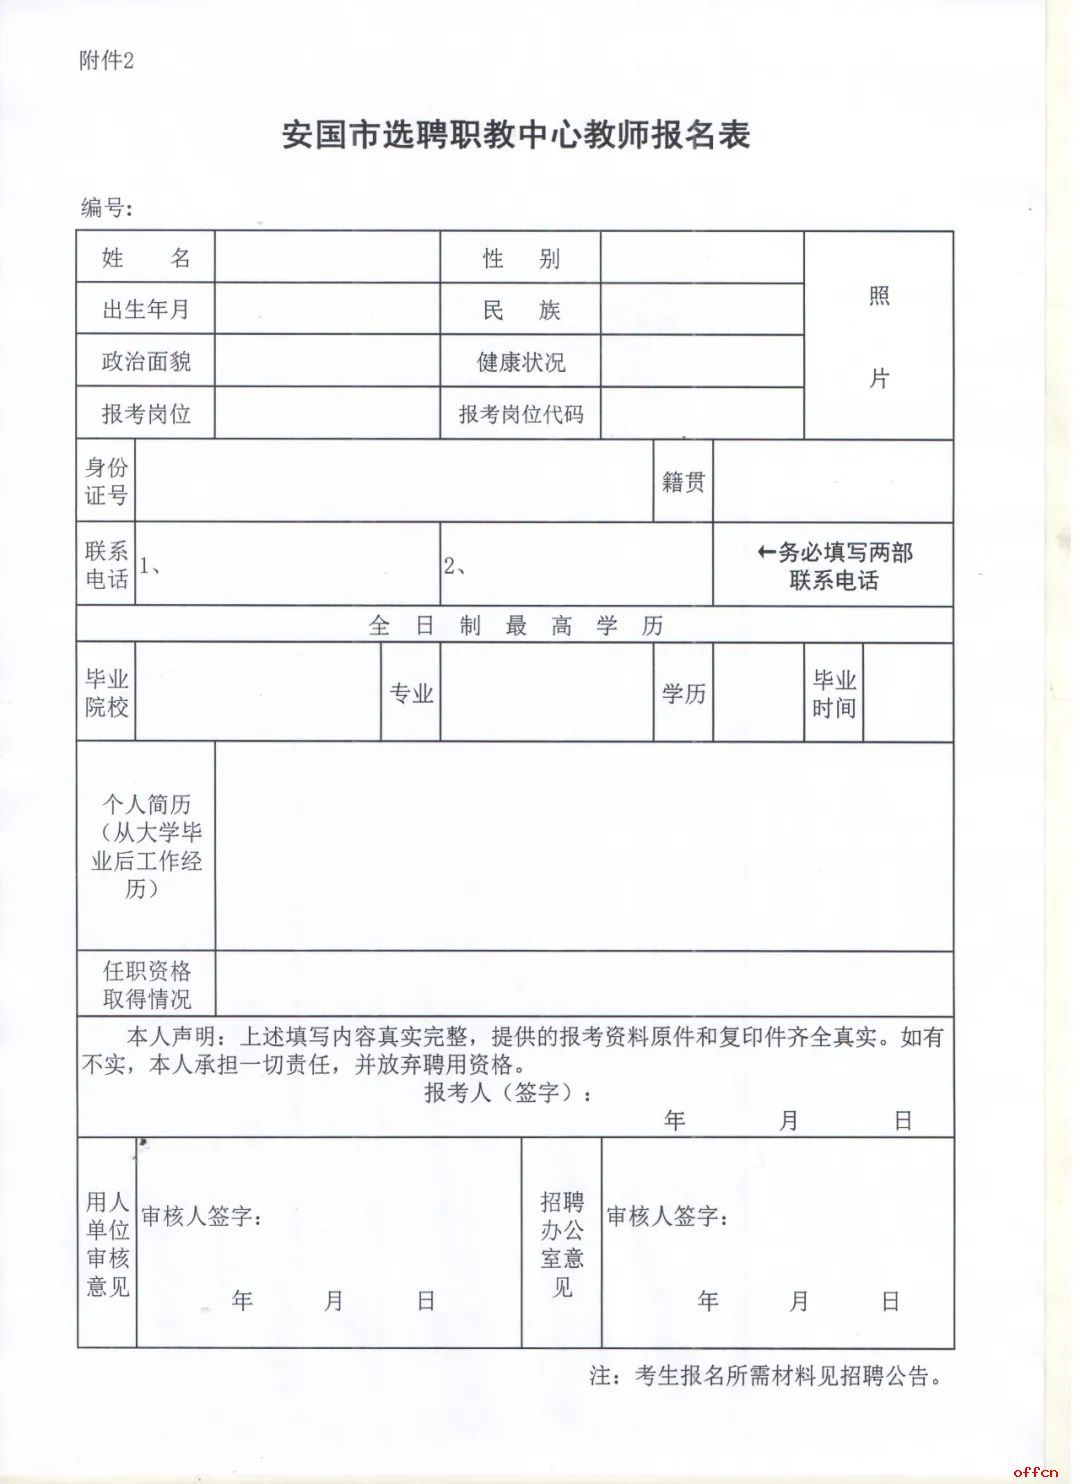 附件2
安国市选聘职教中心教师报名表
编号:
姓 名 性 别
照
出生年月 民 族
政治面貌 健康状况
片
报考岗位 报考岗位代码
身份
证号
籍贯
联系
电话
1、
2、
←务必填写两部
联系电话
全 日 制 最 高 学 历
毕业
院校
专业
学历
毕业
时间
个人简历
（从大学毕
业后工作经
历）
任职资格
取得情况
本人声明：上述填写内容真实完整，提供的报考资料原件和复印件齐全真实。如有
不实，本人承担一切责任，并放弃聘用资格。
报考人（签字）：
年 月 日
用人
单位
审核
意见
审核人签字：
年 月 日
招聘
办公
室意
见
审核人签字：
年 月 日
注：考生报名所需材料见招聘公告。
offcn